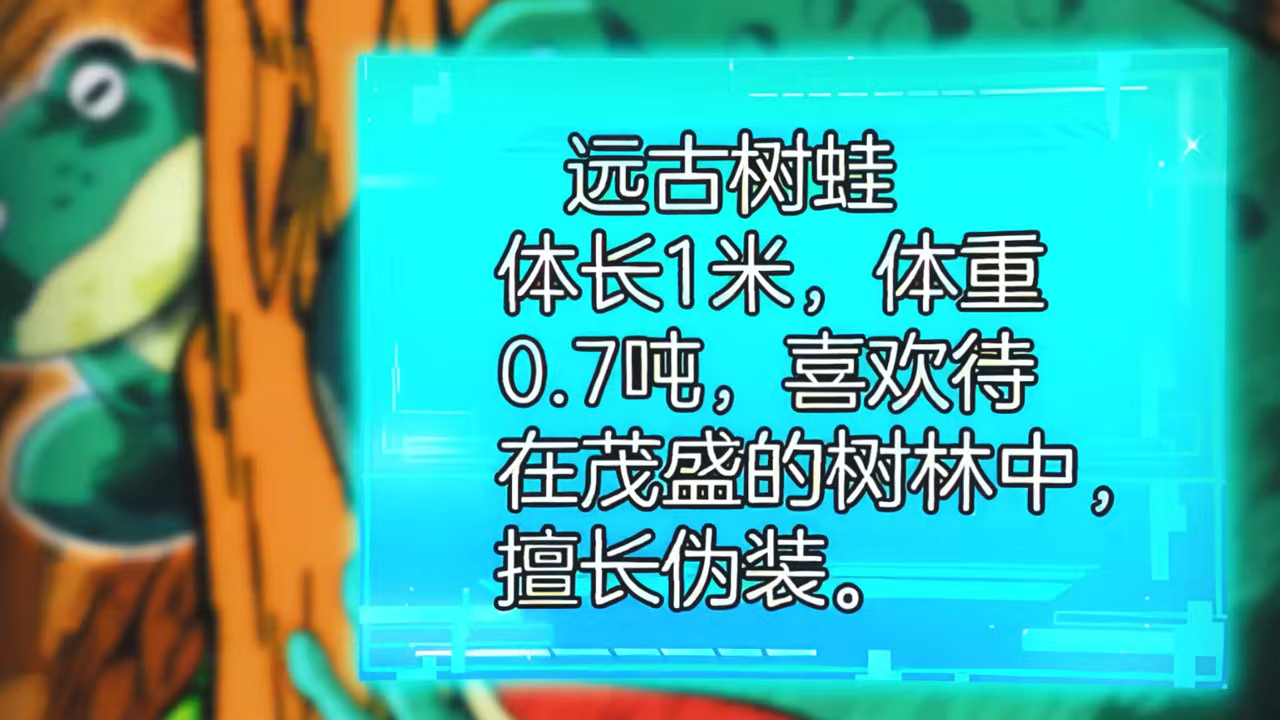 远古树蛙
体长1米，体重
0.7吨，喜欢待
在茂盛的树林中，
擅长伪装。